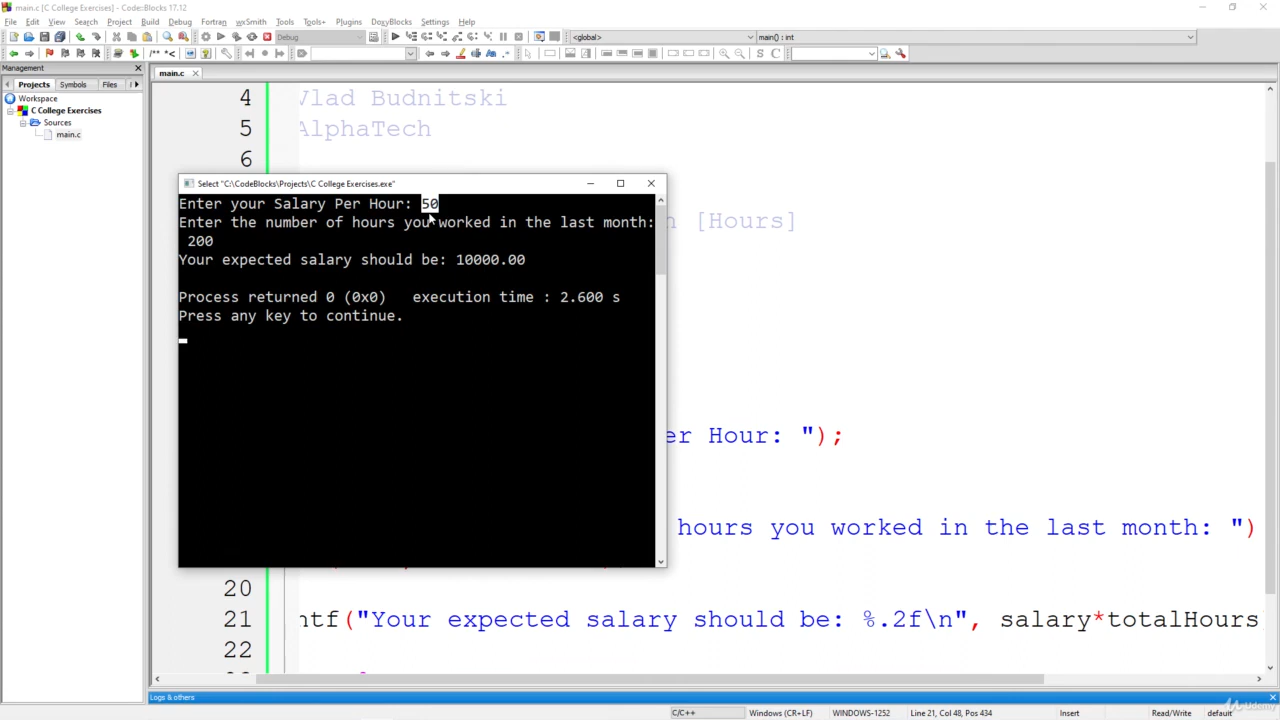 main.c [C College Exercises] - Code::Blocks 17.12
File Edit View Search Project Build Debug Fortran wxSmith Tools Tools+ Plugins DoxyBlocks Settings Help
Debug
<global>
main() : int
/** *<
S C
Management
Projects Symbols Files
Workspace
C College Exercises
Sources
main.c
main.c
4 Vlad Budnitski
5 AlphaTech
6
[Hours]
Select "C:\CodeBlocks\Projects\C College Exercises.exe"
Enter your Salary Per Hour: 50
Enter the number of hours you worked in the last month:
200
Your expected salary should be: 10000.00
Process returned 0 (0x0) execution time : 2.600 s
Press any key to continue.
er Hour: ");
hours you worked in the last month: ")
20
21 ntf("Your expected salary should be: %.2f\n", salary*totalHours
22
Logs & others
C/C++ Windows (CR+LF) WINDOWS-1252 Line 21, Col 48, Pos 434 Insert Read/Write default
Udemy